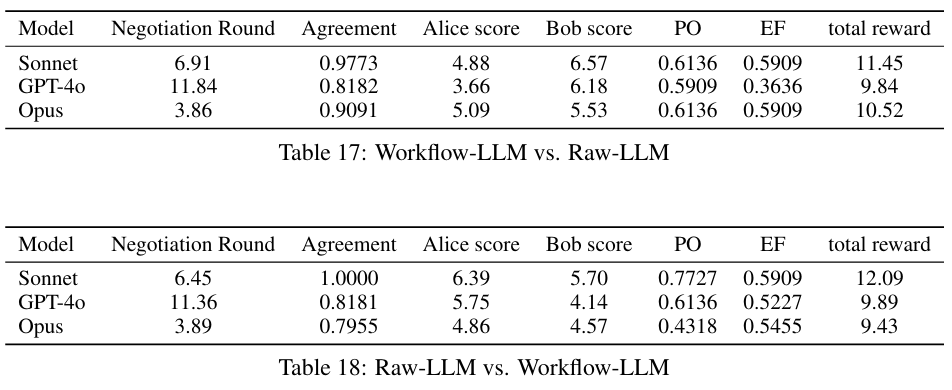 Model Negotiation Round Agreement Alice score Bob score PO EF total reward
Sonnet 6.91 0.9773 4.88 6.57 0.6136 0.5909 11.45
GPT-4o 11.84 0.8182 3.66 6.18 0.5909 0.3636 9.84
Opus 3.86 0.9091 5.09 5.53 0.6136 0.5909 10.52
Table 17: Workflow-LLM vs. Raw-LLM
Model Negotiation Round Agreement Alice score Bob score PO EF total reward
Sonnet 6.45 1.0000 6.39 5.70 0.7727 0.5909 12.09
GPT-4o 11.36 0.8181 5.75 4.14 0.6136 0.5227 9.89
Opus 3.89 0.7955 4.86 4.57 0.4318 0.5455 9.43
Table 18: Raw-LLM vs. Workflow-LLM